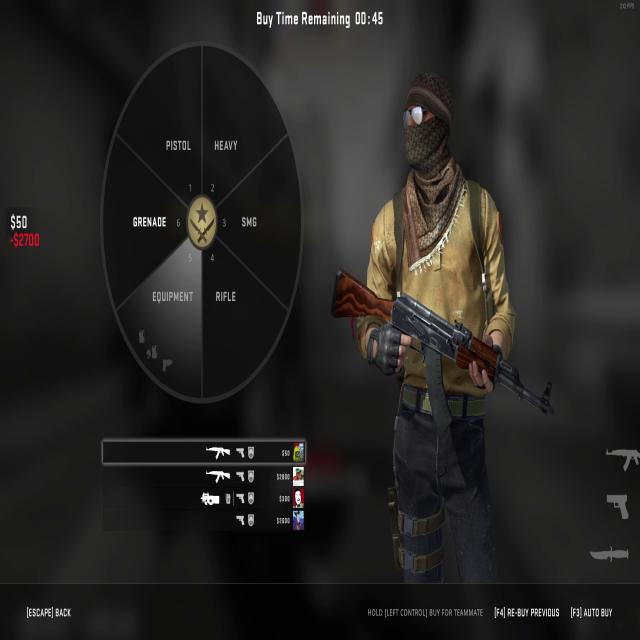 Buy Time Remaining 00:45
PISTOL
HEAVY
1
2
GRENADE
6
3
SMG
5
4
EQUIPMENT
RIFLE
$50
-$2700
$50
$2800
$300
[ESCAPE] BACK
HOLD [LEFT CONTROL] BUY FOR TEAMMATE
[F4] RE-BUY PREVIOUS
[F3] AUTO BUY